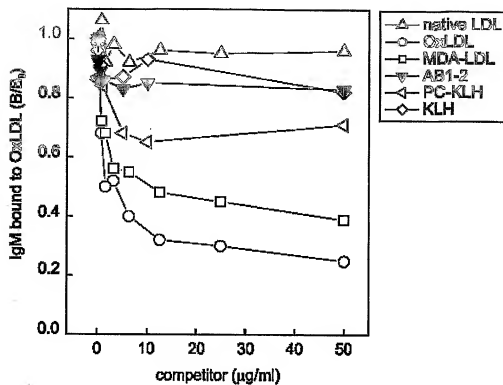 IgM bound to OxLDL (B/B₀)
1.0
0.8
0.6
0.4
0.2
0.0
0
10
20
30
40
50
competitor (µg/ml)
native LDL
OxLDL
MDA-LDL
AB1-2
PC-KLH
KLH